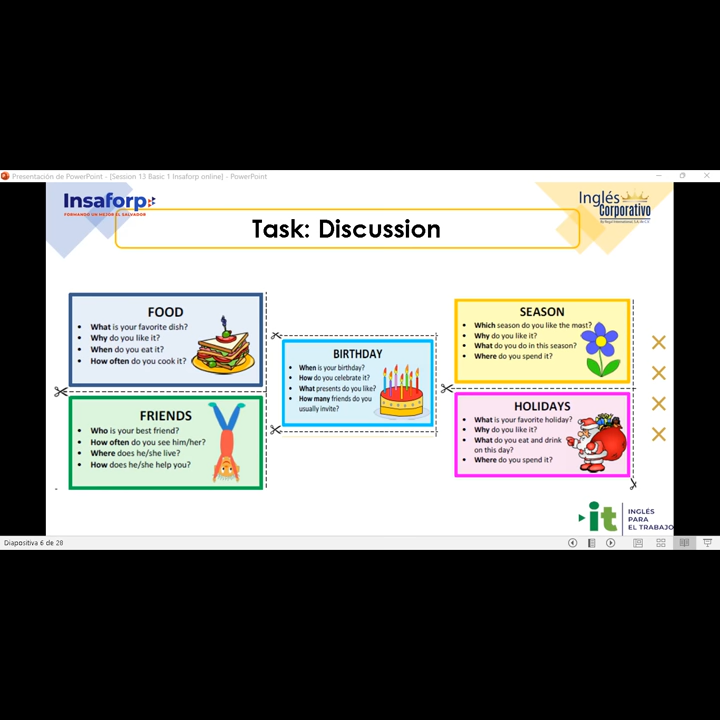 Presentación de PowerPoint - [Session 13 Basic 1 Insaforp online] - PowerPoint
Insaforp
FORMANDO UN MEJOR EL SALVADOR
Inglés
Corporativo
Task: Discussion
FOOD
• What is your favorite dish?
• Why do you like it?
• When do you eat it?
• How often do you cook it?
FRIENDS
• Who is your best friend?
• How often do you see him/her?
• Where does he/she live?
• How does he/she help you?
BIRTHDAY
• When is your birthday?
• How do you celebrate it?
• What presents do you like?
• How many friends do you
usually invite?
SEASON
• Which season do you like the most?
• Why do you like it?
• What do you do in this season?
• Where do you spend it?
HOLIDAYS
• What is your favorite holiday?
• Why do you like it?
• What do you eat and drink
on this day?
• Where do you spend it?
it
INGLÉS
PARA
EL TRABAJO
Diapositiva 6 de 28